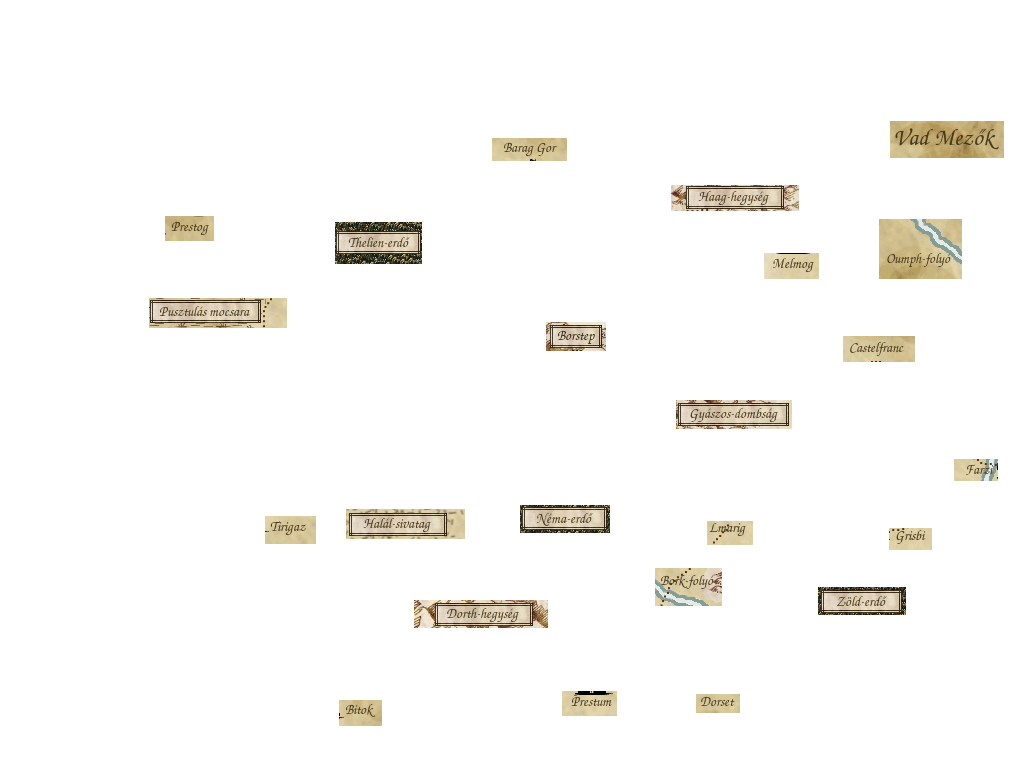 Vad Mezők
Barag Gor
Haag-hegység
Prestog
Thelien-erdő
Oumph-folyó
Melmog
Pusztulás mocsara
Borstep
Castelfranc
Gyászos-dombság
Farzi
Tirigaz
Halál-sivatag
Néma-erdő
Lmarig
Grisbi
Bork-folyó
Zöld-erdő
Dorth-hegység
Bitok
Prestum
Dorset